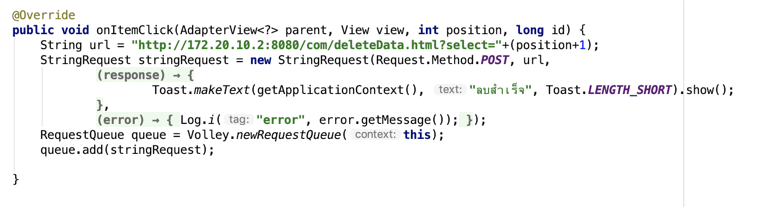 @Override
public void onItemClick(AdapterView<?> parent, View view, int position, long id) {
String url = "http://172.20.10.2:8080/com/deleteData.html?select="+(position+1);
StringRequest stringRequest = new StringRequest(Request.Method.POST, url,
(response) → {
Toast.makeText(getApplicationContext(), text: "ลบสำเร็จ", Toast.LENGTH_SHORT).show();
},
(error) → { Log.i( tag: "error", error.getMessage()); });
RequestQueue queue = Volley.newRequestQueue( context: this);
queue.add(stringRequest);
}